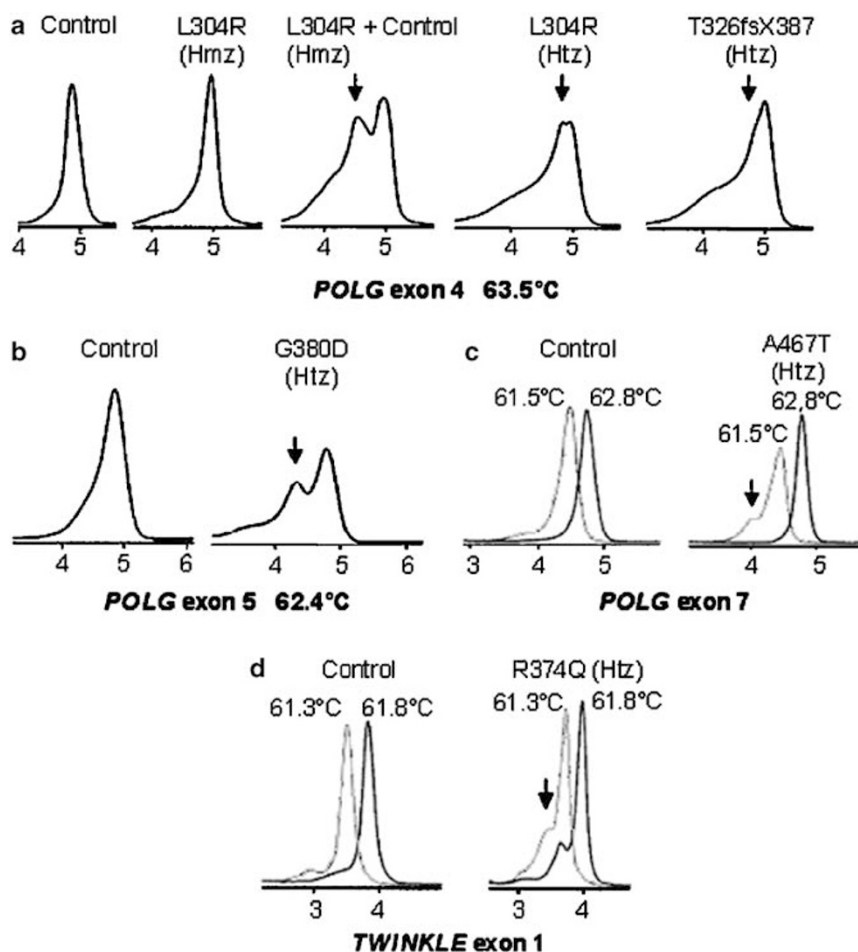 a
Control
L304R
(Hmz)
L304R + Control
(Hmz)
L304R
(Htz)
T326fsX387
(Htz)
4 5
4 5
4 5
4 5
4 5
POLG exon 4 63.5°C
b
Control
G380D
(Htz)
4 5 6
4 5 6
POLG exon 5 62.4°C
c
Control
61.5°C 62.8°C
A467T
(Htz)
62,8°C
61.5°C
3 4 5
4 5
POLG exon 7
d
Control
61.3°C 61.8°C
R374Q (Htz)
61.3°C 61.8°C
3 4
3 4
TWINKLE exon 1